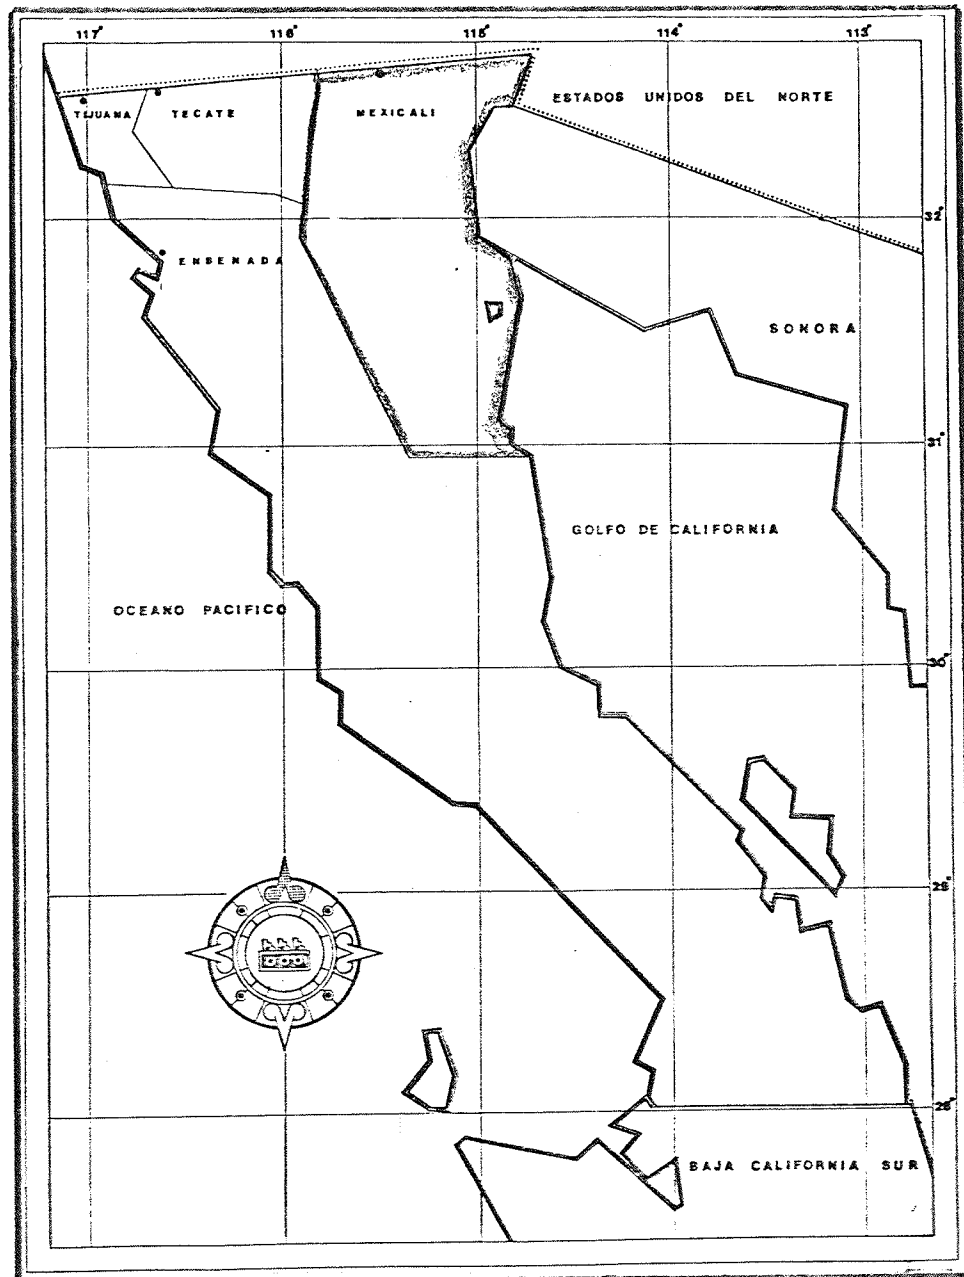 117° 116° 115° 114° 113°
ESTADOS UNIDOS DEL NORTE
TIJUANA TECATE MEXICALI
32°
ENSENADA
SONORA
31°
GOLFO DE CALIFORNIA
OCEANO PACIFICO
30°
29°
28°
BAJA CALIFORNIA SUR